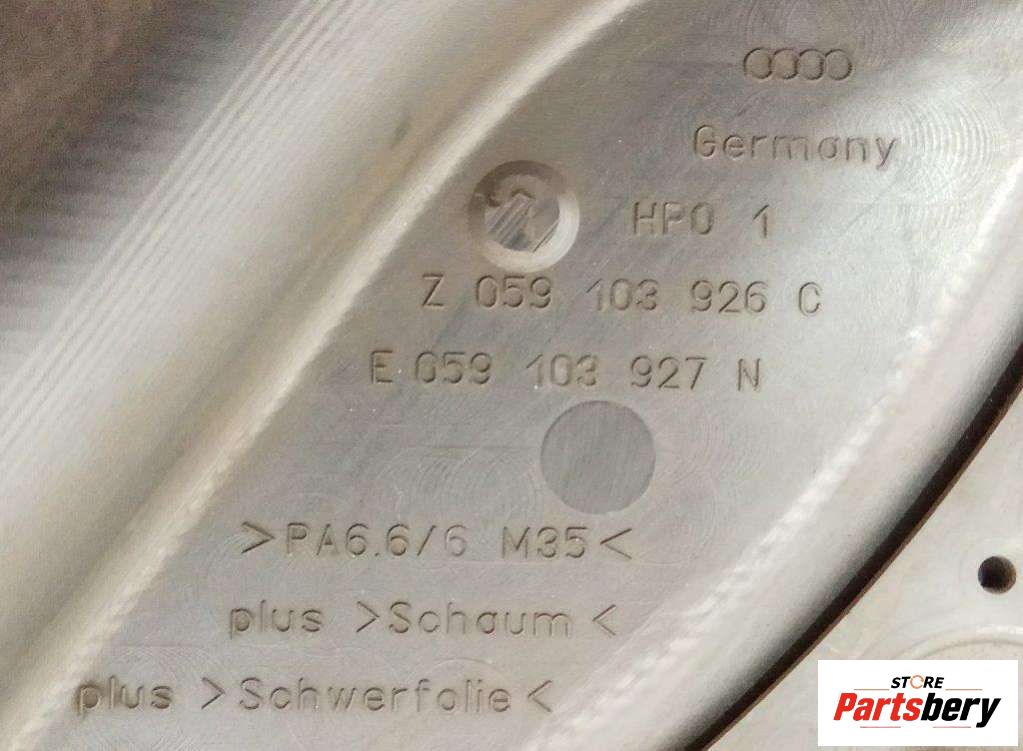 Germany
HPO 1
Z 059 103 926 C
E 059 103 927 N
>PA6.6/6 M35<
plus >Schaum<
plus >Schwerfolie<
STORE
Partsbery